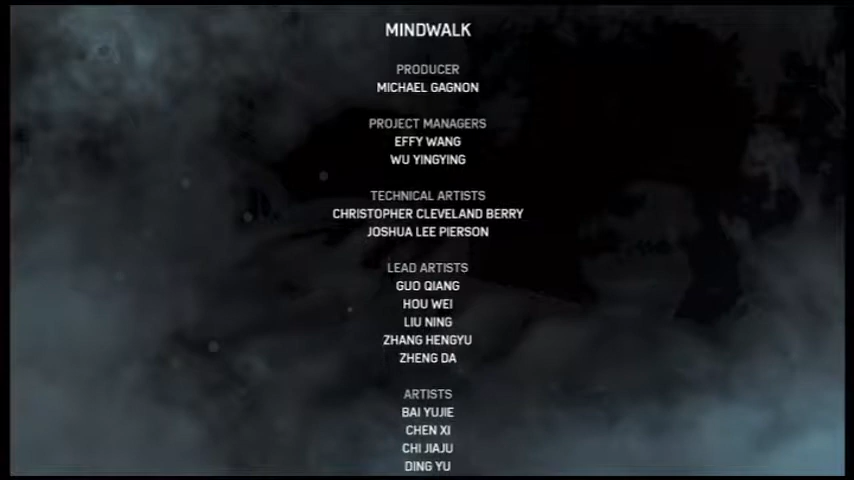 MINDWALK
PRODUCER
MICHAEL GAGNON
PROJECT MANAGERS
EFFY WANG
WU YINGYING
TECHNICAL ARTISTS
CHRISTOPHER CLEVELAND BERRY
JOSHUA LEE PIERSON
LEAD ARTISTS
GUO QIANG
HOU WEI
LIU NING
ZHANG HENGYU
ZHENG DA
ARTISTS
BAI YUJIE
CHEN XI
CHI JIAJU
DING YU